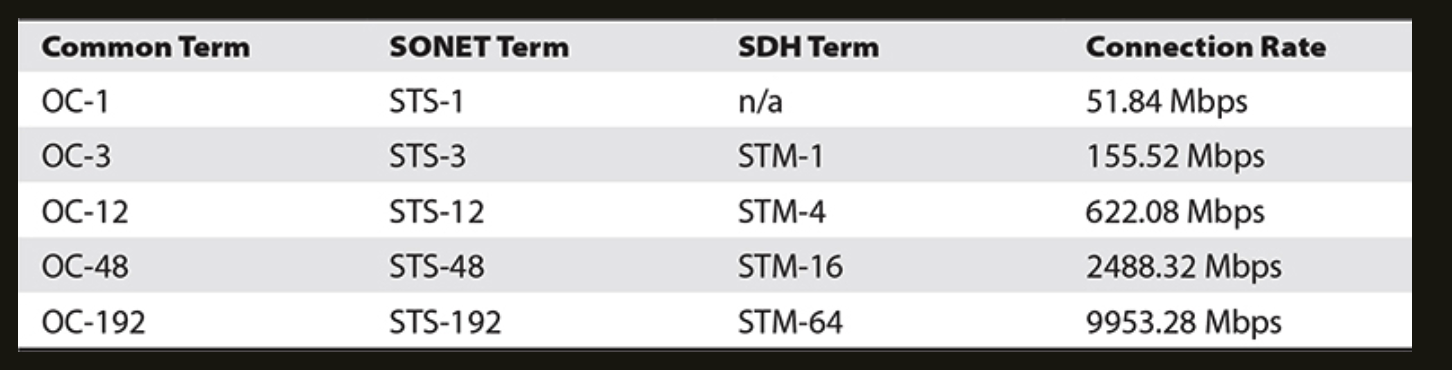 Common Term SONET Term SDH Term Connection Rate
OC-1 STS-1 n/a 51.84 Mbps
OC-3 STS-3 STM-1 155.52 Mbps
OC-12 STS-12 STM-4 622.08 Mbps
OC-48 STS-48 STM-16 2488.32 Mbps
OC-192 STS-192 STM-64 9953.28 Mbps